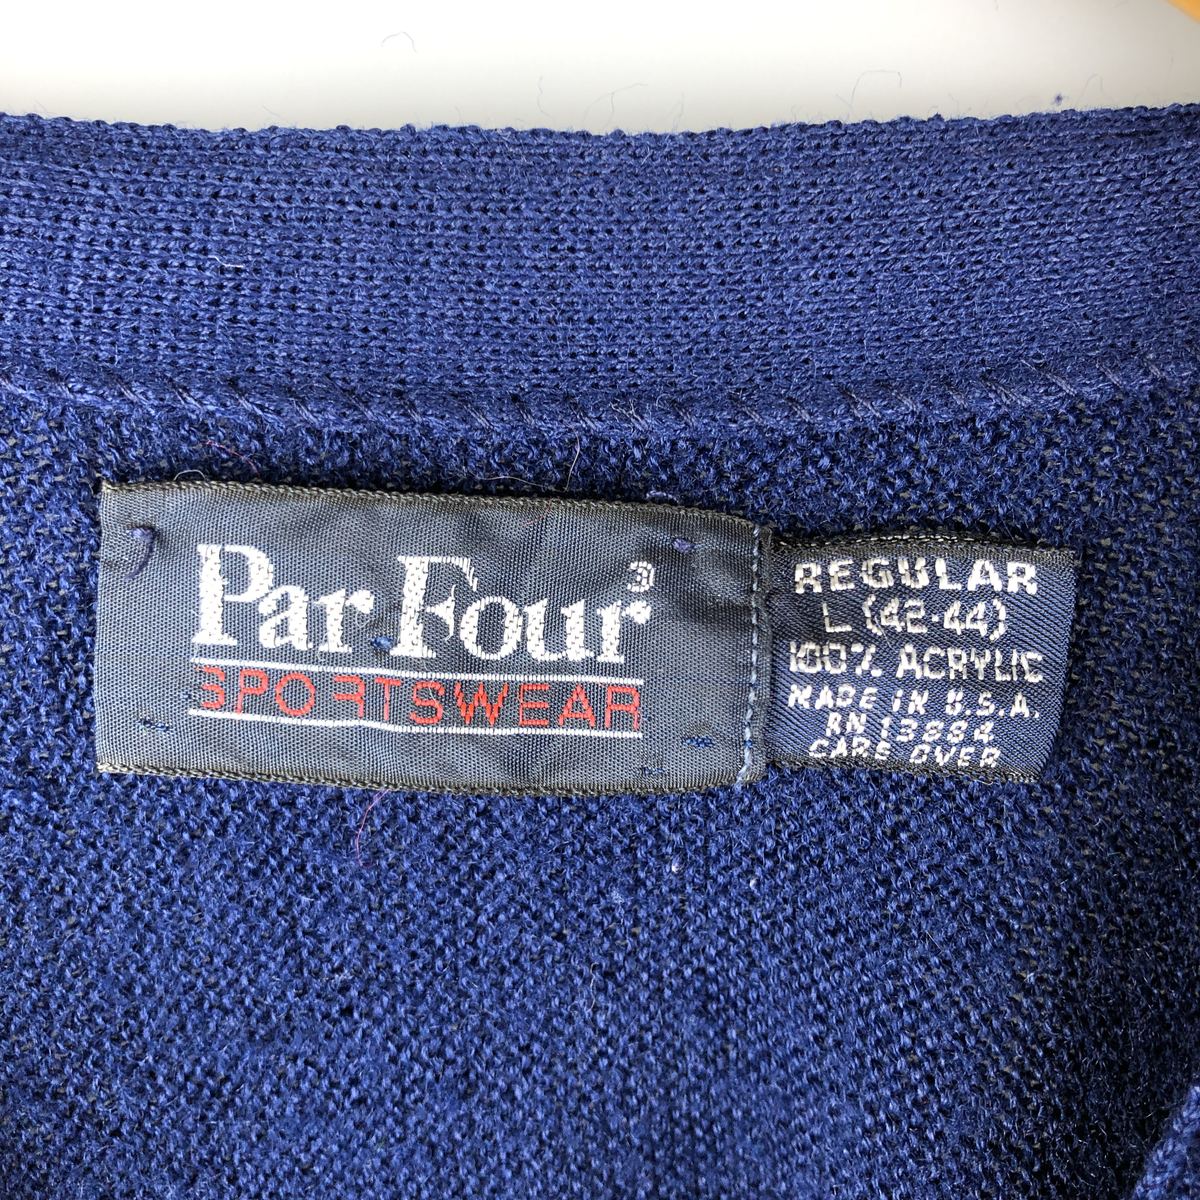 Par Four®
SPORTSWEAR
REGULAR
L (42-44)
100% ACRYLIC
MADE IN U.S.A.
RN 13884
CARE OVER